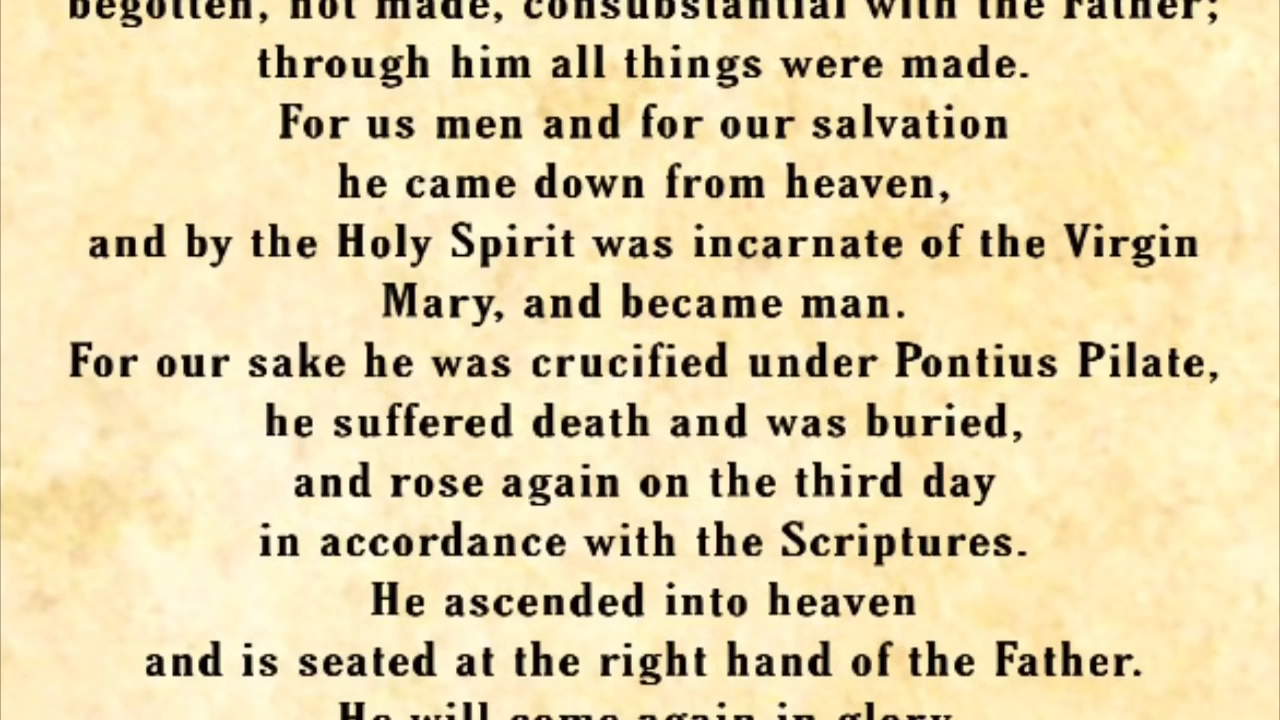 begotten, not made, consubstantial with the Father;
through him all things were made.
For us men and for our salvation
he came down from heaven,
and by the Holy Spirit was incarnate of the Virgin
Mary, and became man.
For our sake he was crucified under Pontius Pilate,
he suffered death and was buried,
and rose again on the third day
in accordance with the Scriptures.
He ascended into heaven
and is seated at the right hand of the Father.
He will come again in glory